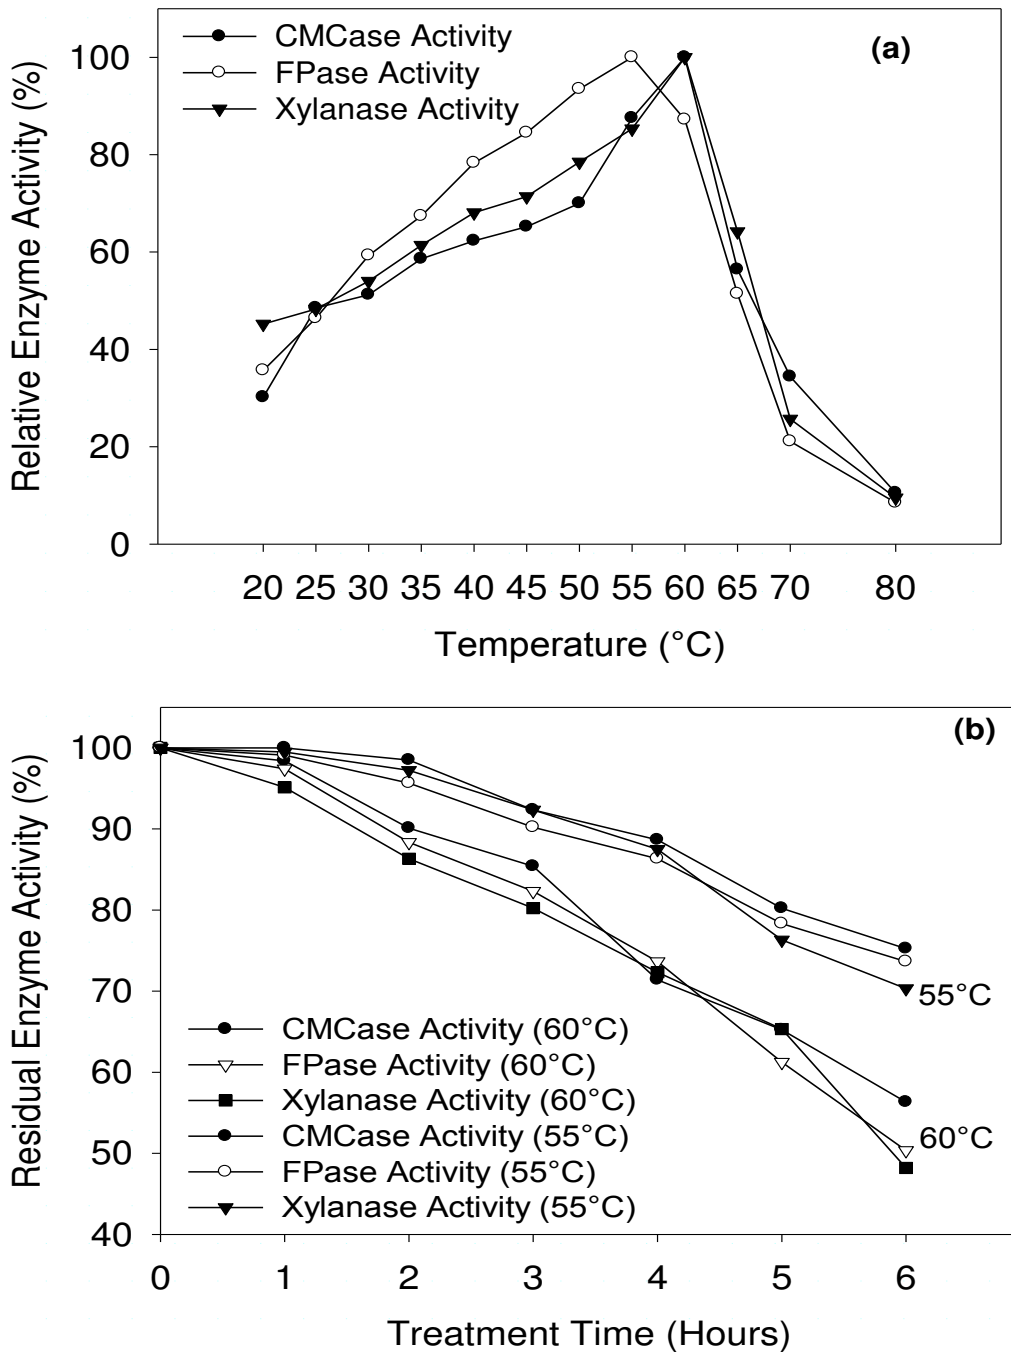 CMCase Activity
FPase Activity
Xylanase Activity
(a)
100
80
60
40
20
0
Relative Enzyme Activity (%)
20 25 30 35 40 45 50 55 60 65 70 80
Temperature (°C)
(b)
100
90
80
70
60
50
40
Residual Enzyme Activity (%)
55°C
60°C
CMCase Activity (60°C)
FPase Activity (60°C)
Xylanase Activity (60°C)
CMCase Activity (55°C)
FPase Activity (55°C)
Xylanase Activity (55°C)
0 1 2 3 4 5 6
Treatment Time (Hours)